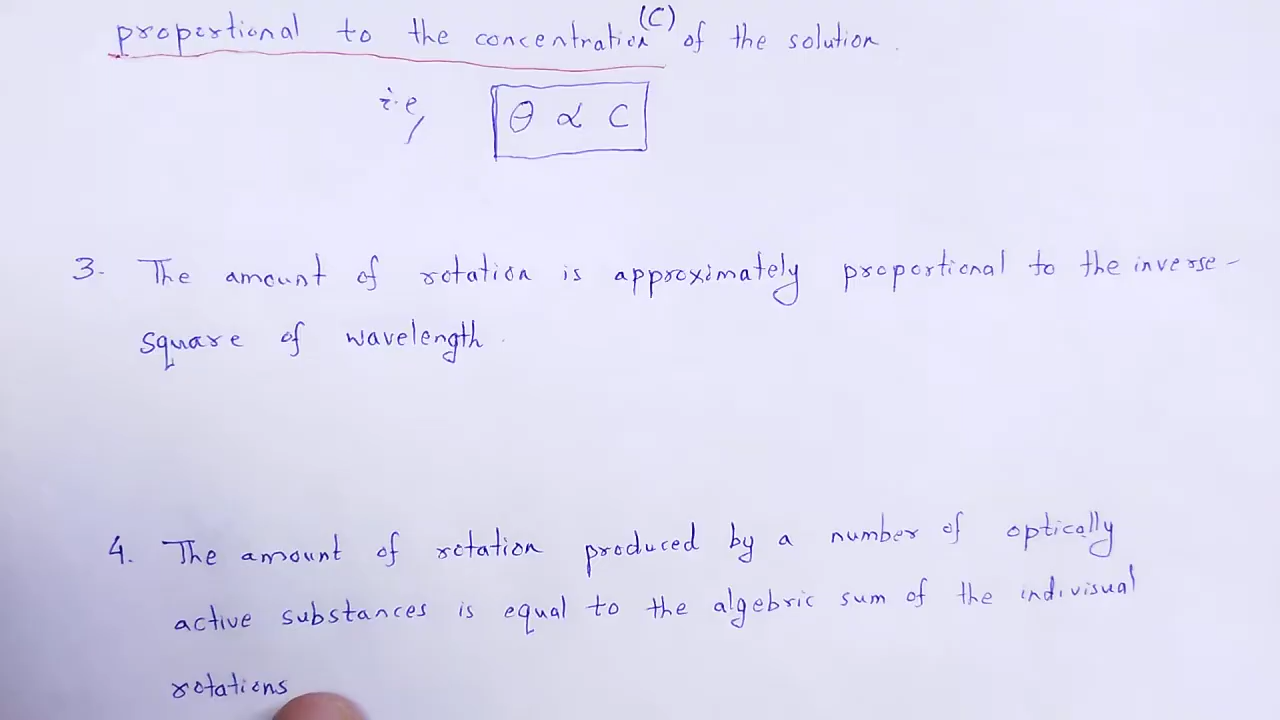 proportional to the concentration (C) of the solution.
i.e, θ ∝ C
3. The amount of rotation is approximately proportional to the inverse-
square of wavelength.
4. The amount of rotation produced by a number of optically
active substances is equal to the algebric sum of the indivisual
rotations